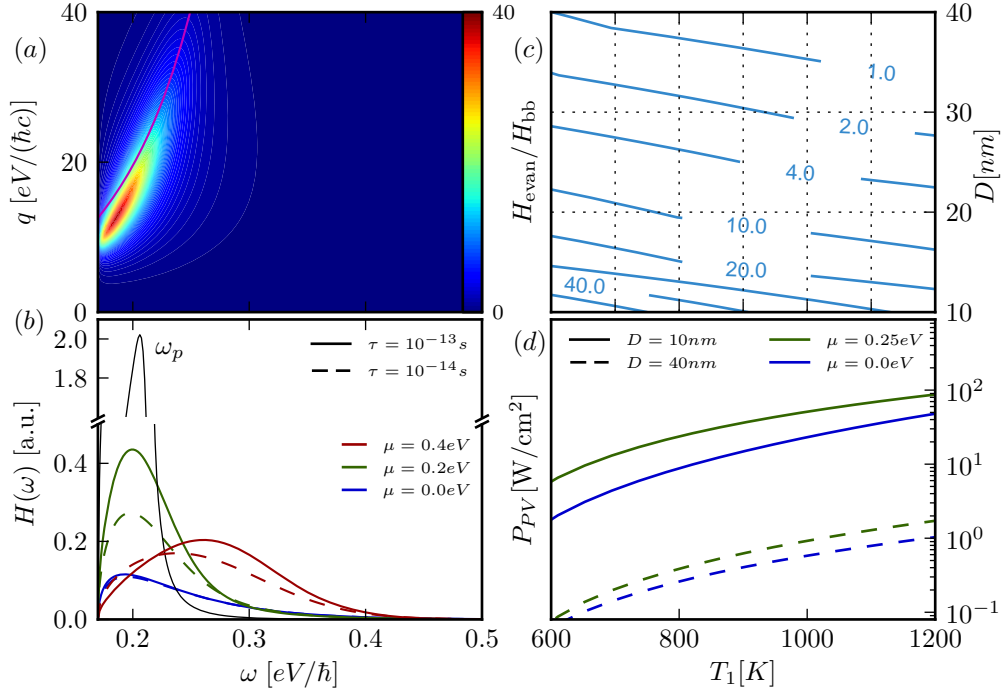 (a)
40
20
0
q [eV/(ħc)]
40
0
(c)
H_evan/H_bb
1.0
2.0
4.0
10.0
20.0
40.0
40
30
20
10
D[nm]
(b)
ω_p
τ = 10^{-13}s
τ = 10^{-14}s
μ = 0.4eV
μ = 0.2eV
μ = 0.0eV
2.0
1.8
0.4
0.2
0.0
H(ω) [a.u.]
0.2 0.3 0.4 0.5
ω [eV/ħ]
(d)
D = 10nm
D = 40nm
μ = 0.25eV
μ = 0.0eV
P_{PV}[W/cm^2]
10^2
10^1
10^0
10^{-1}
600 800 1000 1200
T_1[K]